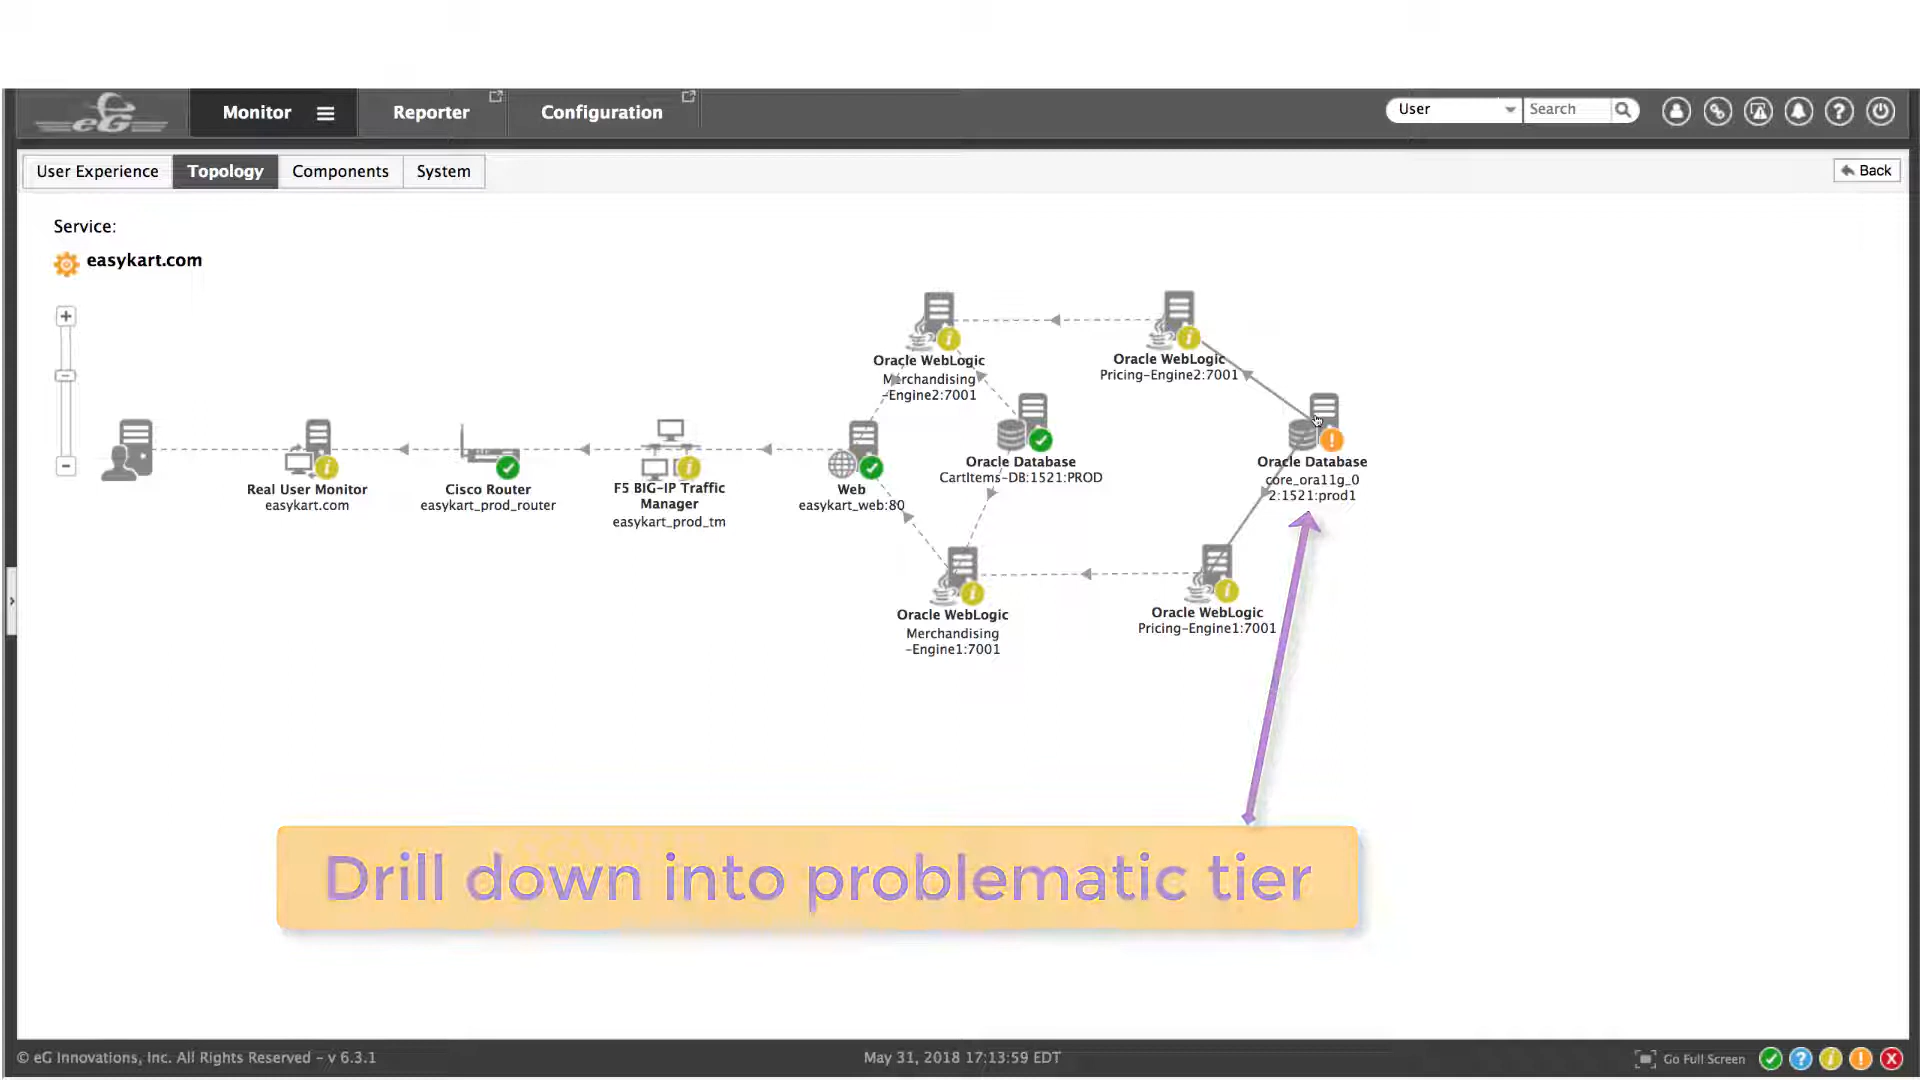 eG
Monitor
Reporter
Configuration
User
Search
User Experience
Topology
Components
System
Back
Service:
easykart.com
Oracle WebLogic
Merchandising
-Engine2:7001
Oracle WebLogic
Pricing-Engine2:7001
Real User Monitor
easykart.com
Cisco Router
easykart_prod_router
F5 BIG-IP Traffic
Manager
easykart_prod_tm
Web
easykart_web:80
Oracle Database
CartItems-DB:1521:PROD
Oracle Database
core_ora11g_0
2:1521:prod1
Oracle WebLogic
Merchandising
-Engine1:7001
Oracle WebLogic
Pricing-Engine1:7001
Drill down into problematic tier
© eG Innovations, Inc. All Rights Reserved - v 6.3.1
May 31, 2018 17:13:59 EDT
Go Full Screen